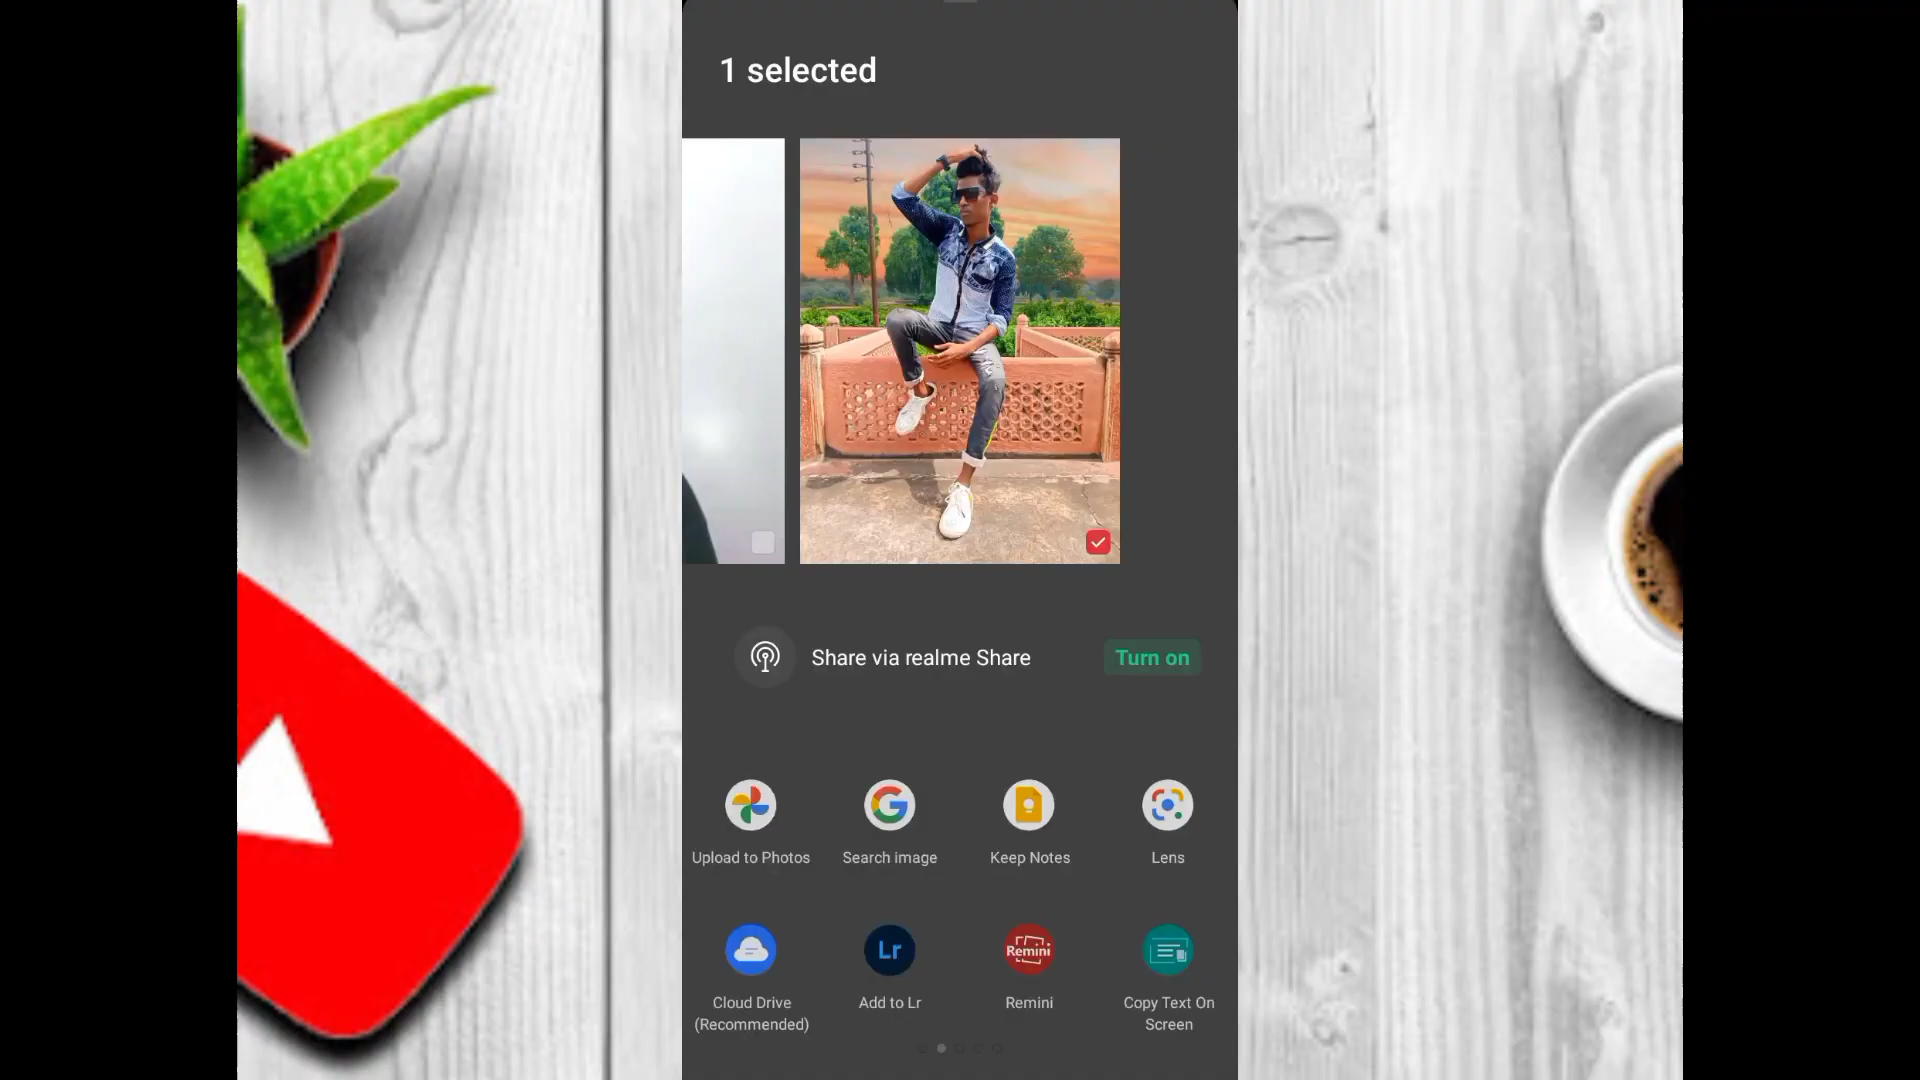 1 selected
Share via realme Share
Turn on
Upload to Photos
Search image
Keep Notes
Lens
Lr
Remini
Cloud Drive
(Recommended)
Add to Lr
Remini
Copy Text On
Screen